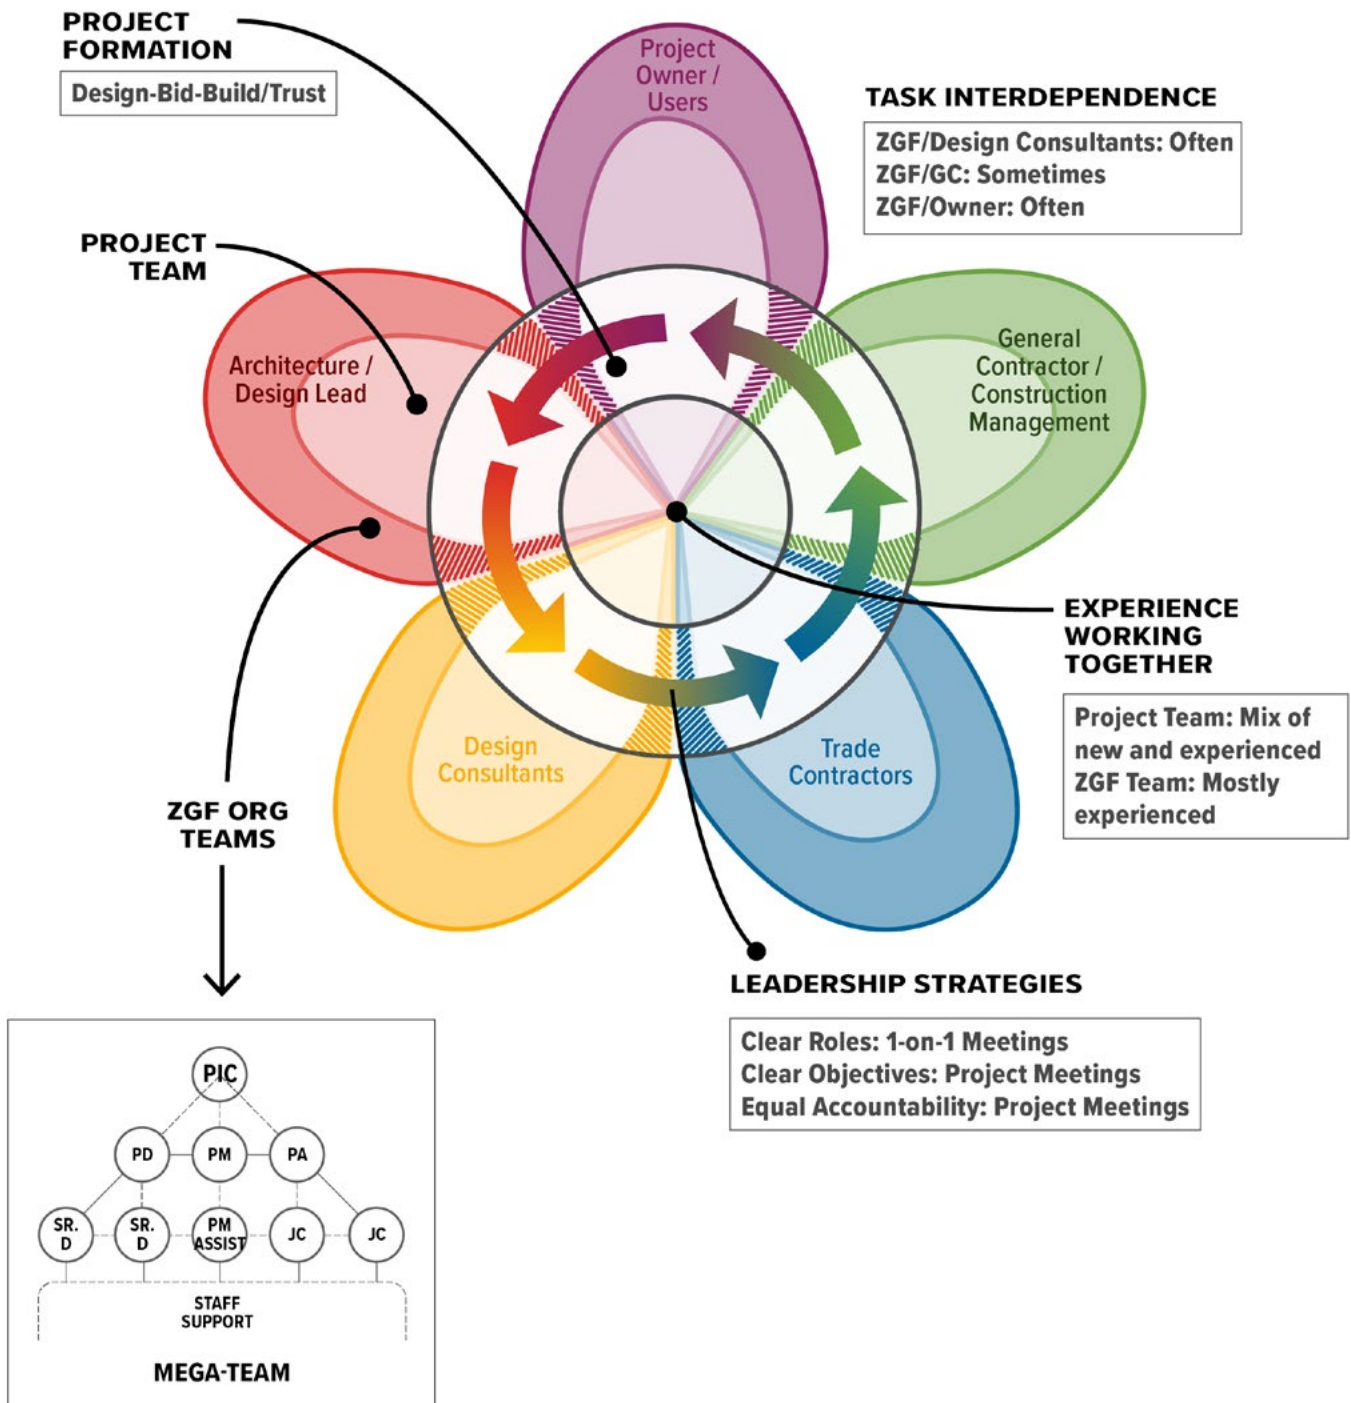 PROJECT
FORMATION
Design-Bid-Build/Trust
Project
Owner /
Users
TASK INTERDEPENDENCE
ZGF/Design Consultants: Often
ZGF/GC: Sometimes
ZGF/Owner: Often
PROJECT
TEAM
Architecture /
Design Lead
General
Contractor /
Construction
Management
EXPERIENCE
WORKING
TOGETHER
Project Team: Mix of
new and experienced
ZGF Team: Mostly
experienced
Design
Consultants
Trade
Contractors
ZGF ORG
TEAMS
LEADERSHIP STRATEGIES
Clear Roles: 1-on-1 Meetings
Clear Objectives: Project Meetings
Equal Accountability: Project Meetings
PIC
PD
PM
PA
SR.
D
SR.
D
PM
ASSIST
JC
JC
STAFF
SUPPORT
MEGA-TEAM